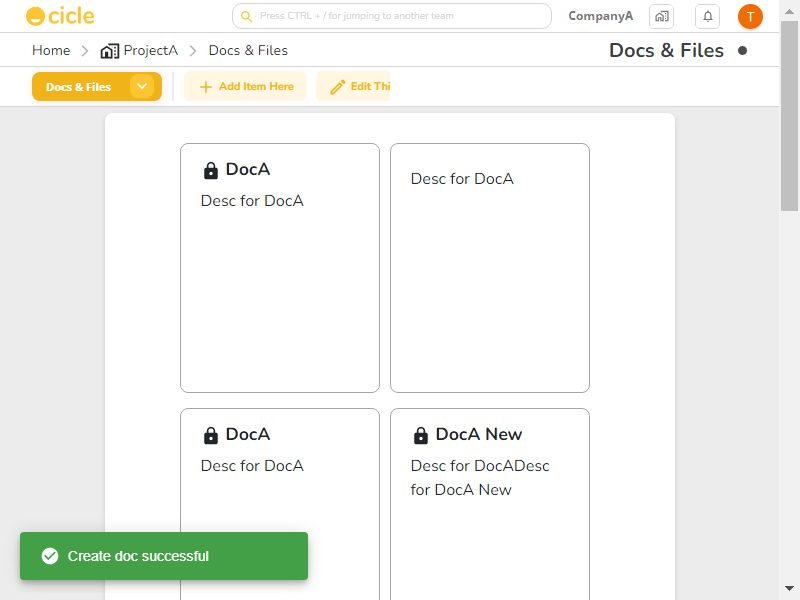 cicle
Press CTRL + / for jumping to another team
CompanyA
T
Home
ProjectA
Docs & Files
Docs & Files
Docs & Files
Add Item Here
Edit Thi
DocA
Desc for DocA
Desc for DocA
DocA
Desc for DocA
DocA New
Desc for DocADesc
for DocA New
Create doc successful